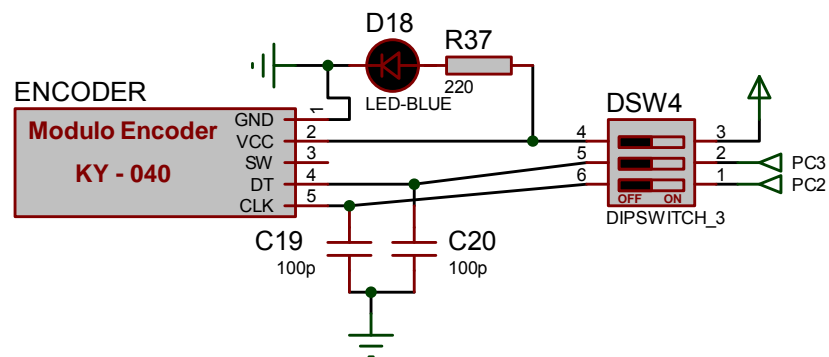 D18
R37
LED-BLUE
220
ENCODER
Modulo Encoder
KY - 040
GND
VCC
SW
DT
CLK
1
2
3
4
5
DSW4
4
5
6
3
2
1
OFF
ON
DIPSWITCH_3
PC3
PC2
C19
100p
C20
100p